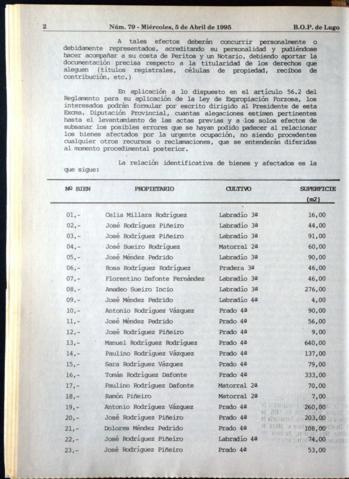 2 Núm. 79 - Miércoles, 5 de Abril de 1995 B.O.P. de Lugo
A tales efectos deberán concurrir personalmente o
debidamente representados, acreditando su personalidad y pudiéndose
hacer acompañar a su costa de Peritos y un Notario, debiendo aportar la
documentación precisa respecto a la titularidad de los derechos que
aleguen (títulos registrales, células de propiedad, recibos de
contribución, etc.)
En aplicación a lo dispuesto en el artículo 56.2 del
Reglamento para su aplicación de la Ley de Expropiación Forzosa, los
interesados podrán formular por escrito dirigido al Presidente de esta
Excma. Diputación Provincial, cuantas alegaciones estimen pertinentes
hasta el levantamiento de las actas previas y a los solos efectos de
subsanar los posibles errores que se hayan podido padecer al relacionar
los bienes afectados por la urgente ocupación, no siendo procedentes
cualquier otros recursos o reclamaciones, que se entenderán diferidas
al momento procedimental posterior.
La relación identificativa de bienes y afectados es la
que sigue:
Nº BIEN PROPIETARIO CULTIVO SUPERFICIE
(m2)
01,- Celia Millara Rodríguez Labradío 3ª 16,00
02,- José Rodríguez Piñeiro Labradío 3ª 44,00
03,- José Rodríguez Piñeiro Labradío 3ª 91,00
04,- José Sueiro Rodríguez Matorral 2ª 60,00
05,- José Méndez Pedrido Labradío 3ª 90,00
06,- Rosa Rodríguez Rodríguez Pradera 3ª 46,00
07,- Florentino Dafonte Fernández Labradío 3ª 46,00
08,- Amadeo Sueiro Incio Labradío 3ª 276,00
09,- José Méndez Pedrido Labradío 4ª 4,00
10,- Antonio Rodríguez Vázquez Prado 4ª 90,00
11,- José Méndez Pedrido Prado 4ª 56,00
12,- José Rodríguez Piñeiro Prado 4ª 9,00
13,- Manuel Rodríguez Rodríguez Prado 4ª 640,00
14,- Paulino Rodríguez Vázquez Prado 4ª 137,00
15,- Sara Rodríguez Vázquez Prado 4ª 79,00
16,- Tomás Rodríguez Dafonte Prado 4ª 333,00
17,- Paulino Rodríguez Dafonte Matorral 2ª 70,00
18,- Ramón Piñeiro Matorral 2ª 7,00
19,- Antonio Rodríguez Vázquez Prado 4ª 260,00
20,- José Rodríguez Piñeiro Prado 4ª 203,00
21,- Dolores Méndez Pedrido Prado 4ª 108,00
22,- José Rodríguez Piñeiro Labradío 4ª 74,00
23,- José Rodríguez Piñeiro Prado 4ª 53,00